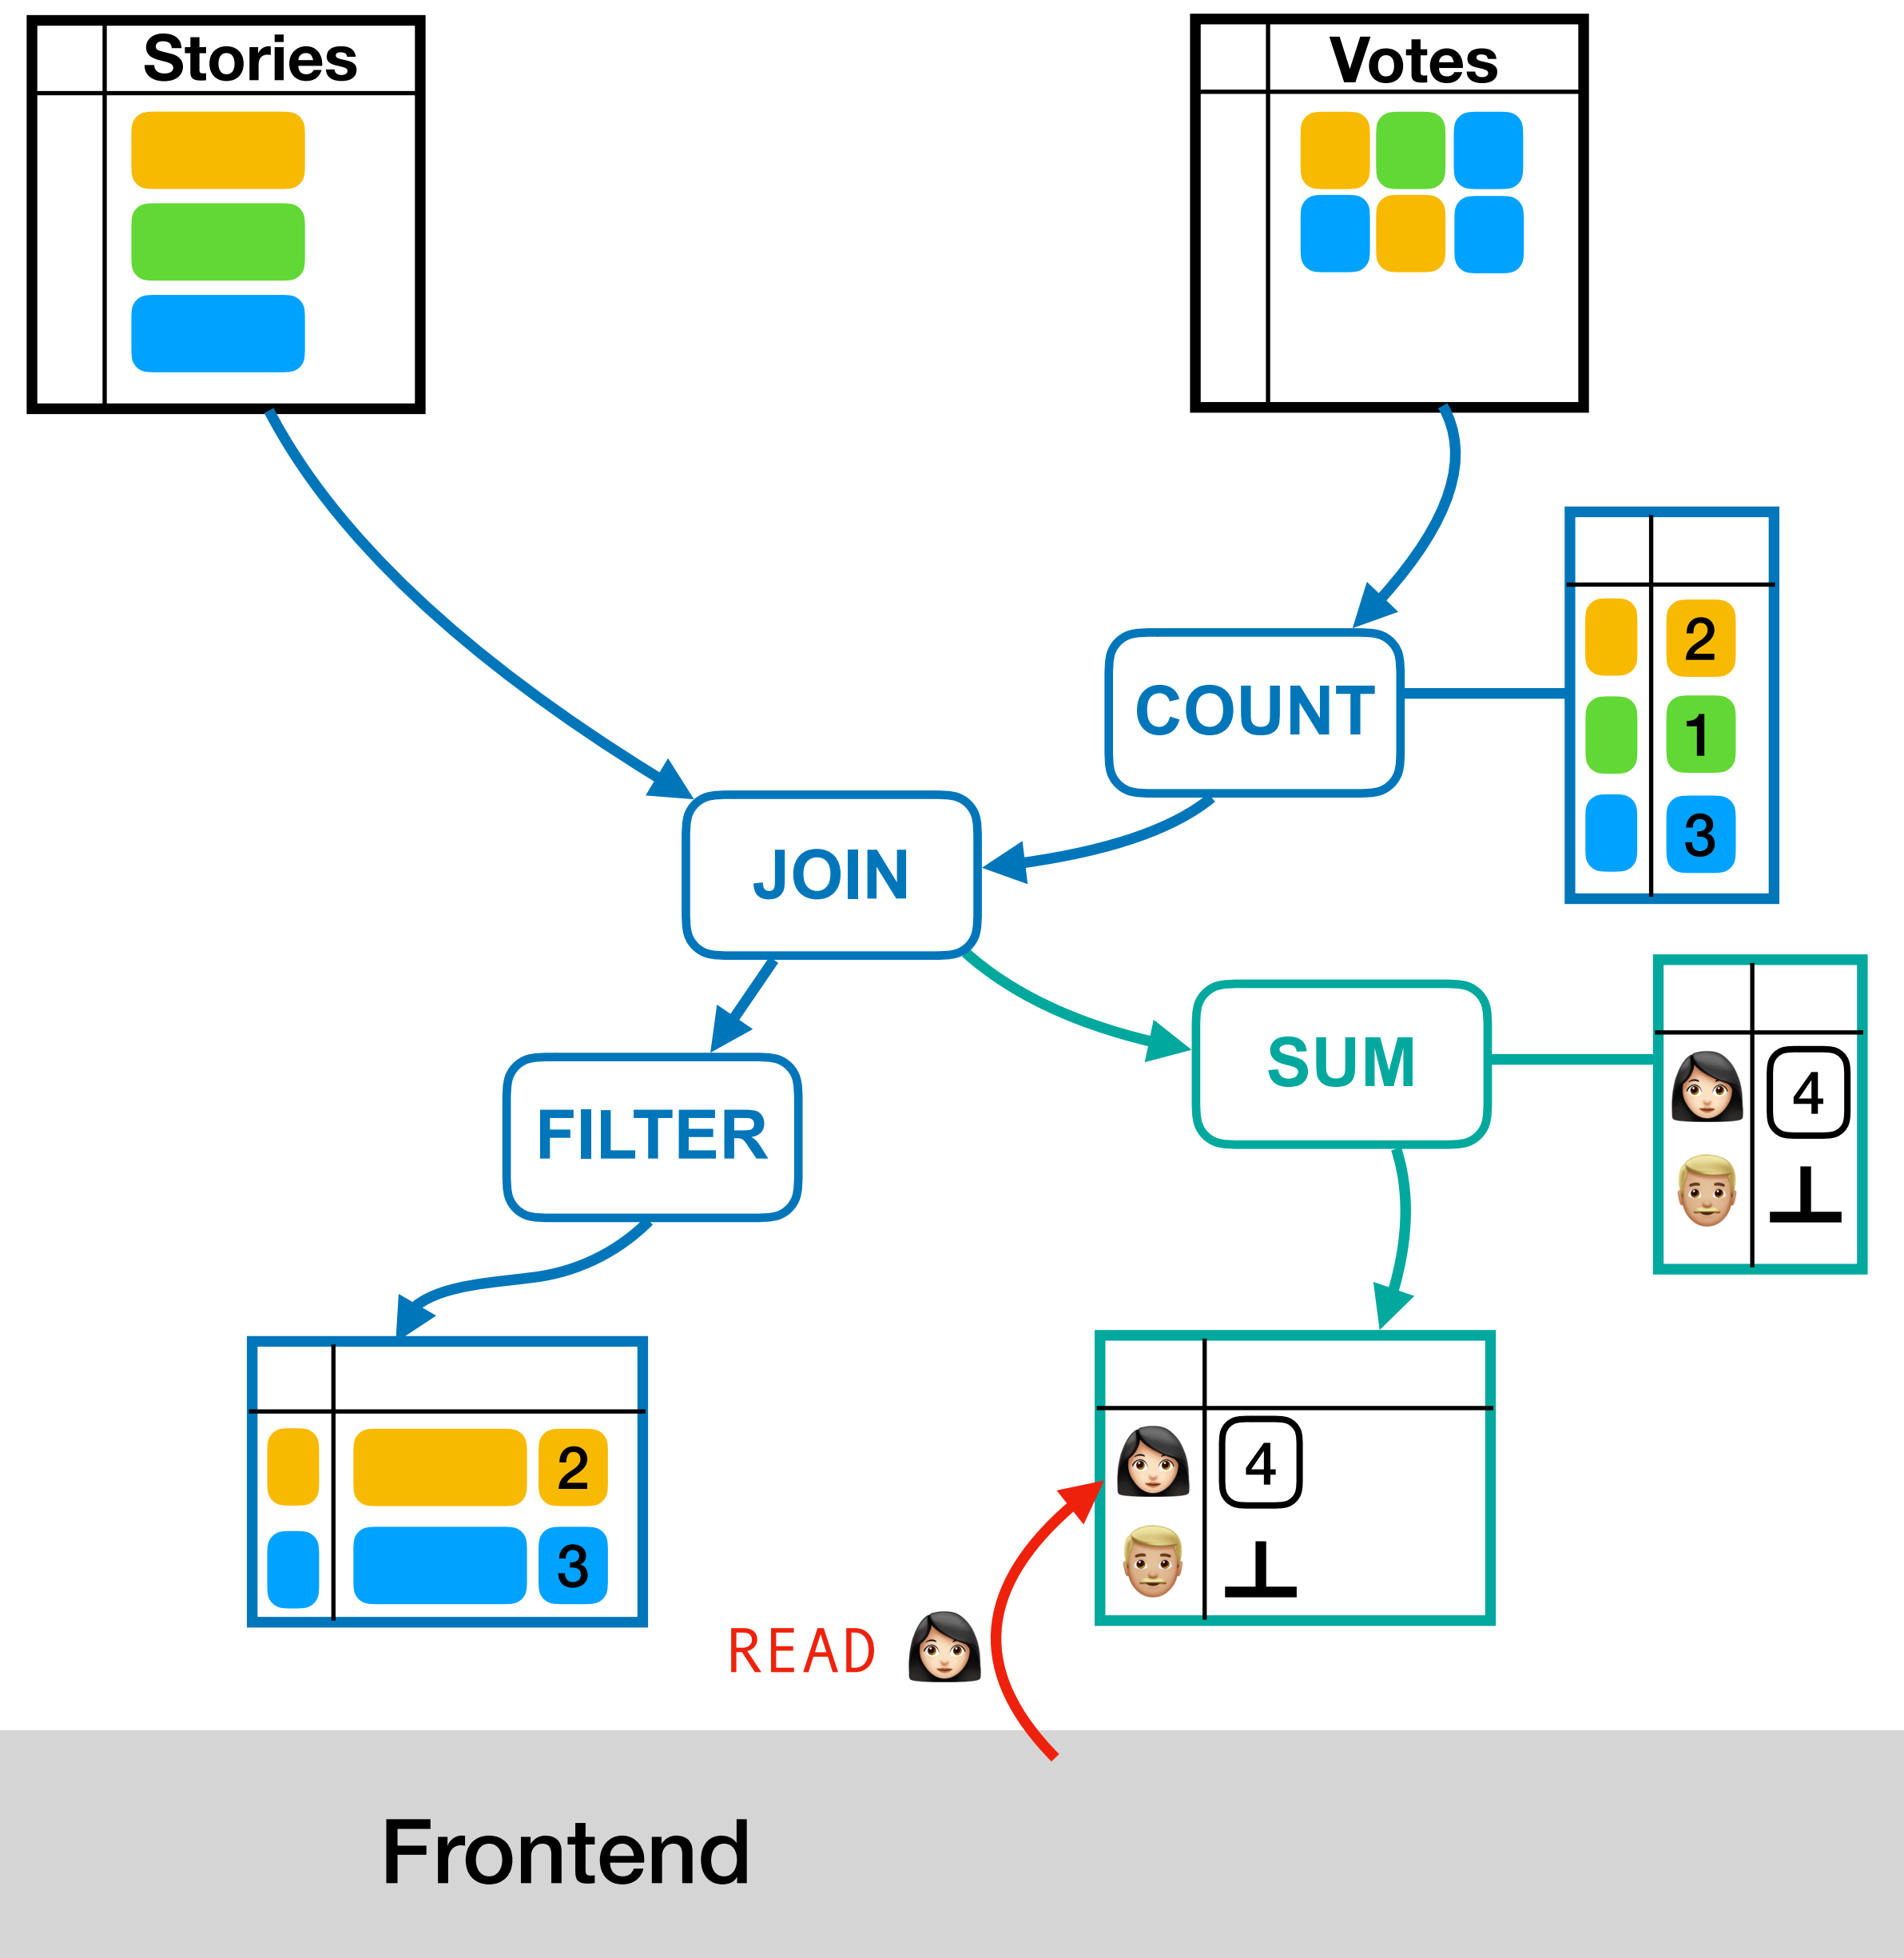 Stories
Votes
2
1
3
COUNT
JOIN
SUM
4
⊥
FILTER
2
3
4
⊥
READ
Frontend